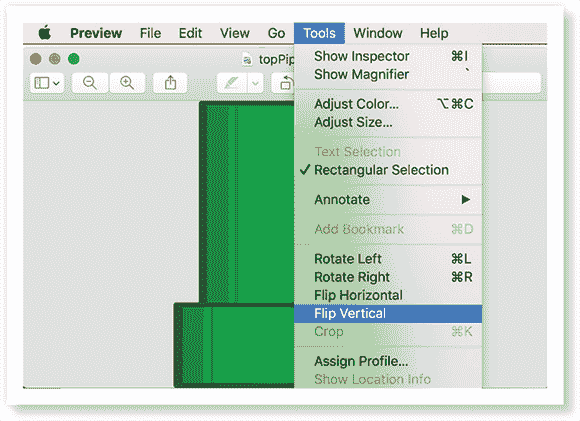 Preview File Edit View Go Tools Window Help
topPip
Show Inspector ⌘I
Show Magnifier `
Adjust Color... ⌥⌘C
Adjust Size...
Text Selection
✓ Rectangular Selection
Annotate ▶
Add Bookmark ⌘D
Rotate Left ⌘L
Rotate Right ⌘R
Flip Horizontal
Flip Vertical
Crop ⌘K
Assign Profile...
Show Location Info